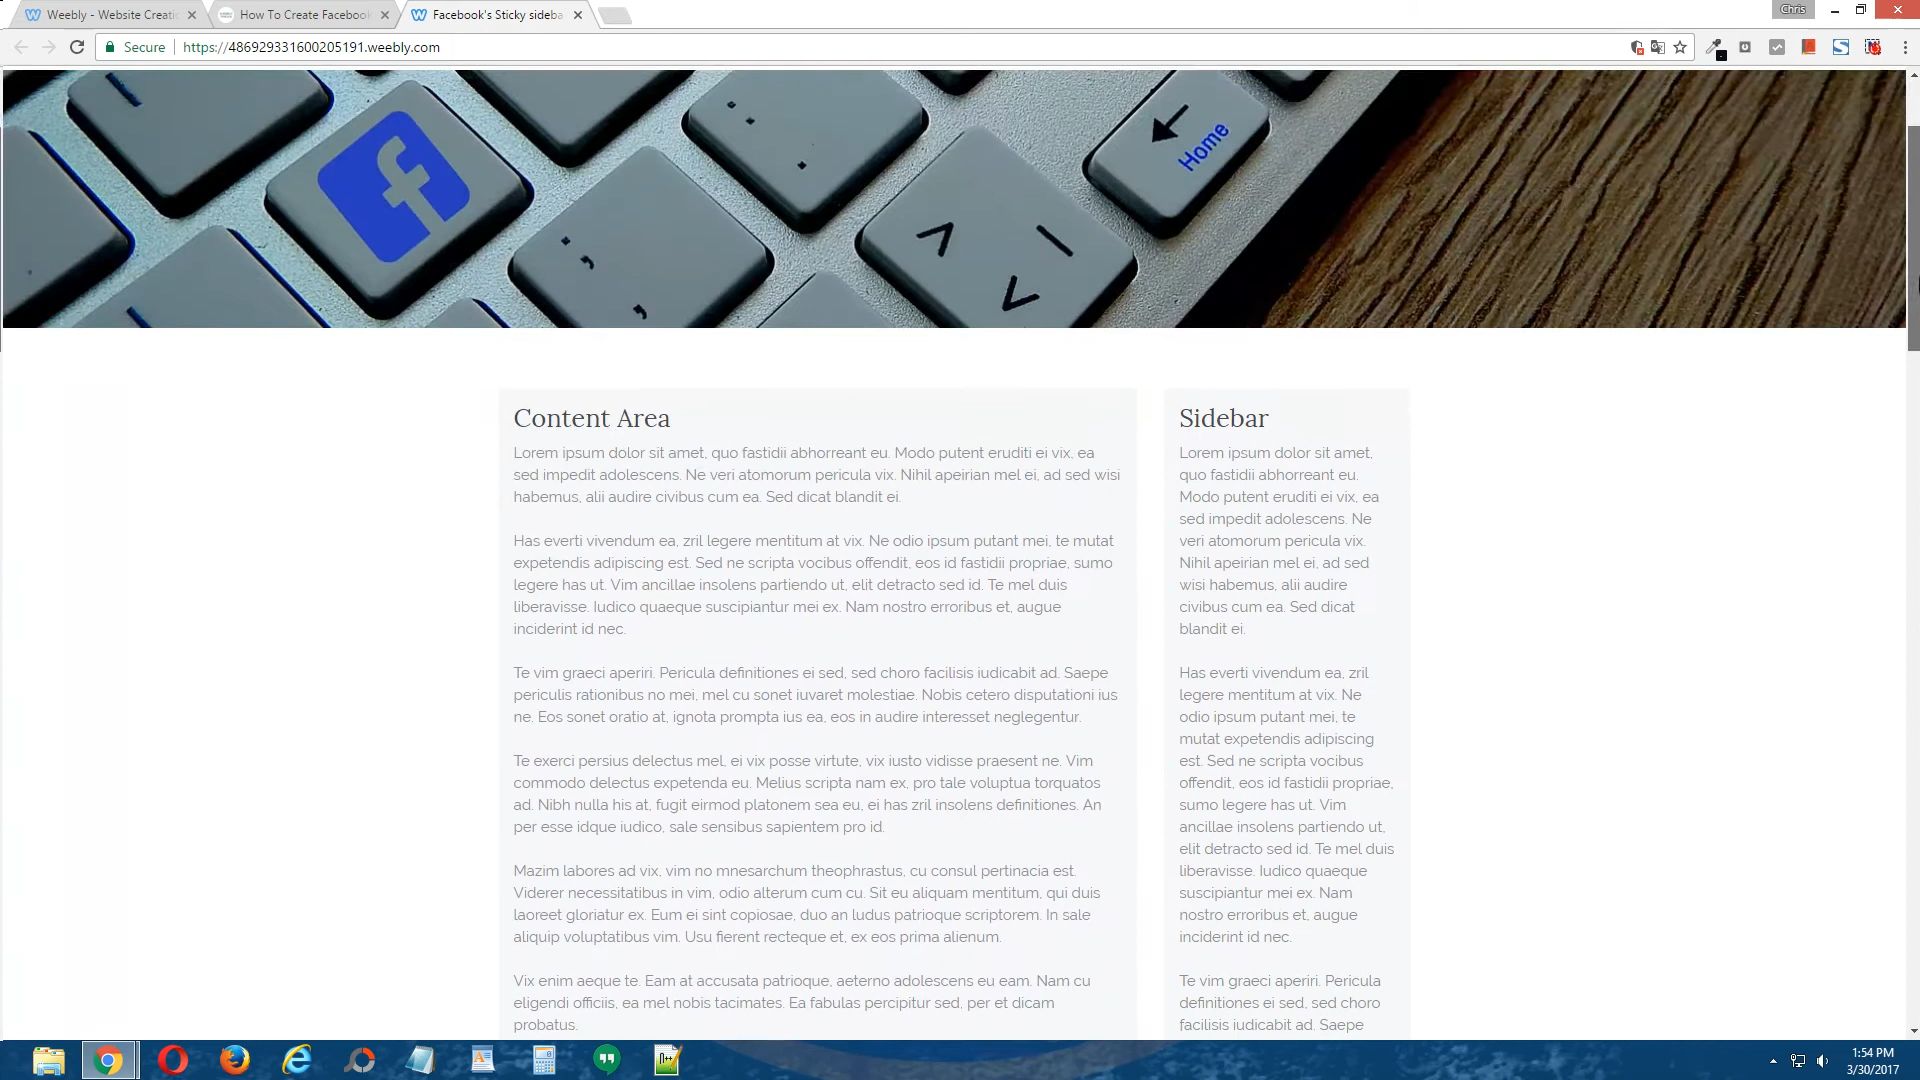 Weebly - Website Creati
How To Create Facebook
Facebook's Sticky sideba
Chris
Secure
https://486929331600205191.weebly.com
Home
Content Area
Lorem ipsum dolor sit amet, quo fastidii abhorreant eu. Modo putent eruditi ei vix, ea
sed impedit adolescens. Ne veri atomorum pericula vix. Nihil apeirian mel ei, ad sed wisi
habemus, alii audire civibus cum ea. Sed dicat blandit ei.
Has everti vivendum ea, zril legere mentitum at vix. Ne odio ipsum putant mei, te mutat
expetendis adipiscing est. Sed ne scripta vocibus offendit, eos id fastidii propriae, sumo
legere has ut. Vim ancillae insolens partiendo ut, elit detracto sed id. Te mel duis
liberavisse. Iudico quaeque suscipiantur mei ex. Nam nostro erroribus et, augue
inciderint id nec.
Te vim graeci aperiri. Pericula definitiones ei sed, sed choro facilisis iudicabit ad. Saepe
periculis rationibus no mei, mel cu sonet iuvaret molestiae. Nobis cetero disputationi ius
ne. Eos sonet oratio at, ignota prompta ius ea, eos in audire interesset neglegentur.
Te exerci persius delectus mel, ei vix posse virtute, vix iusto vidisse praesent ne. Vim
commodo delectus expetenda eu. Melius scripta nam ex, pro tale voluptua torquatos
ad. Nibh nulla his at, fugit eirmod platonem sea eu, ei has zril insolens definitiones. An
per esse idque iudico, sale sensibus sapientem pro id.
Mazim labores ad vix, vim no mnesarchum theophrastus, cu consul pertinacia est.
Viderer necessitatibus in vim, odio alterum cum cu. Sit eu aliquam mentitum, qui duis
laoreet gloriatur ex. Eum ei sint copiosae, duo an ludus patrioque scriptorem. In sale
aliquip voluptatibus vim. Usu fierent recteque et, ex eos prima alienum.
Vix enim aeque te. Eam at accusata patrioque, aeterno adolescens eu eam. Nam cu
eligendi officiis, ea mel nobis tacimates. Ea fabulas percipitur sed, per et dicam
probatus.
Sidebar
Lorem ipsum dolor sit amet,
quo fastidii abhorreant eu.
Modo putent eruditi ei vix, ea
sed impedit adolescens. Ne
veri atomorum pericula vix.
Nihil apeirian mel ei, ad sed
wisi habemus, alii audire
civibus cum ea. Sed dicat
blandit ei.
Has everti vivendum ea, zril
legere mentitum at vix. Ne
odio ipsum putant mei, te
mutat expetendis adipiscing
est. Sed ne scripta vocibus
offendit, eos id fastidii propriae,
sumo legere has ut. Vim
ancillae insolens partiendo ut,
elit detracto sed id. Te mel duis
liberavisse. Iudico quaeque
suscipiantur mei ex. Nam
nostro erroribus et, augue
inciderint id nec.
Te vim graeci aperiri. Pericula
definitiones ei sed, sed choro
facilisis iudicabit ad. Saepe
1:54 PM
3/30/2017